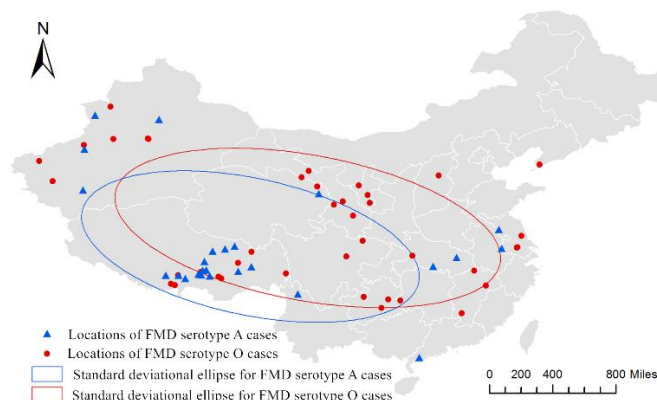 N
Locations of FMD serotype A cases
Locations of FMD serotype O cases
Standard deviational ellipse for FMD serotype A cases
Standard deviational ellipse for FMD serotype O cases
0 200 400 800 Miles